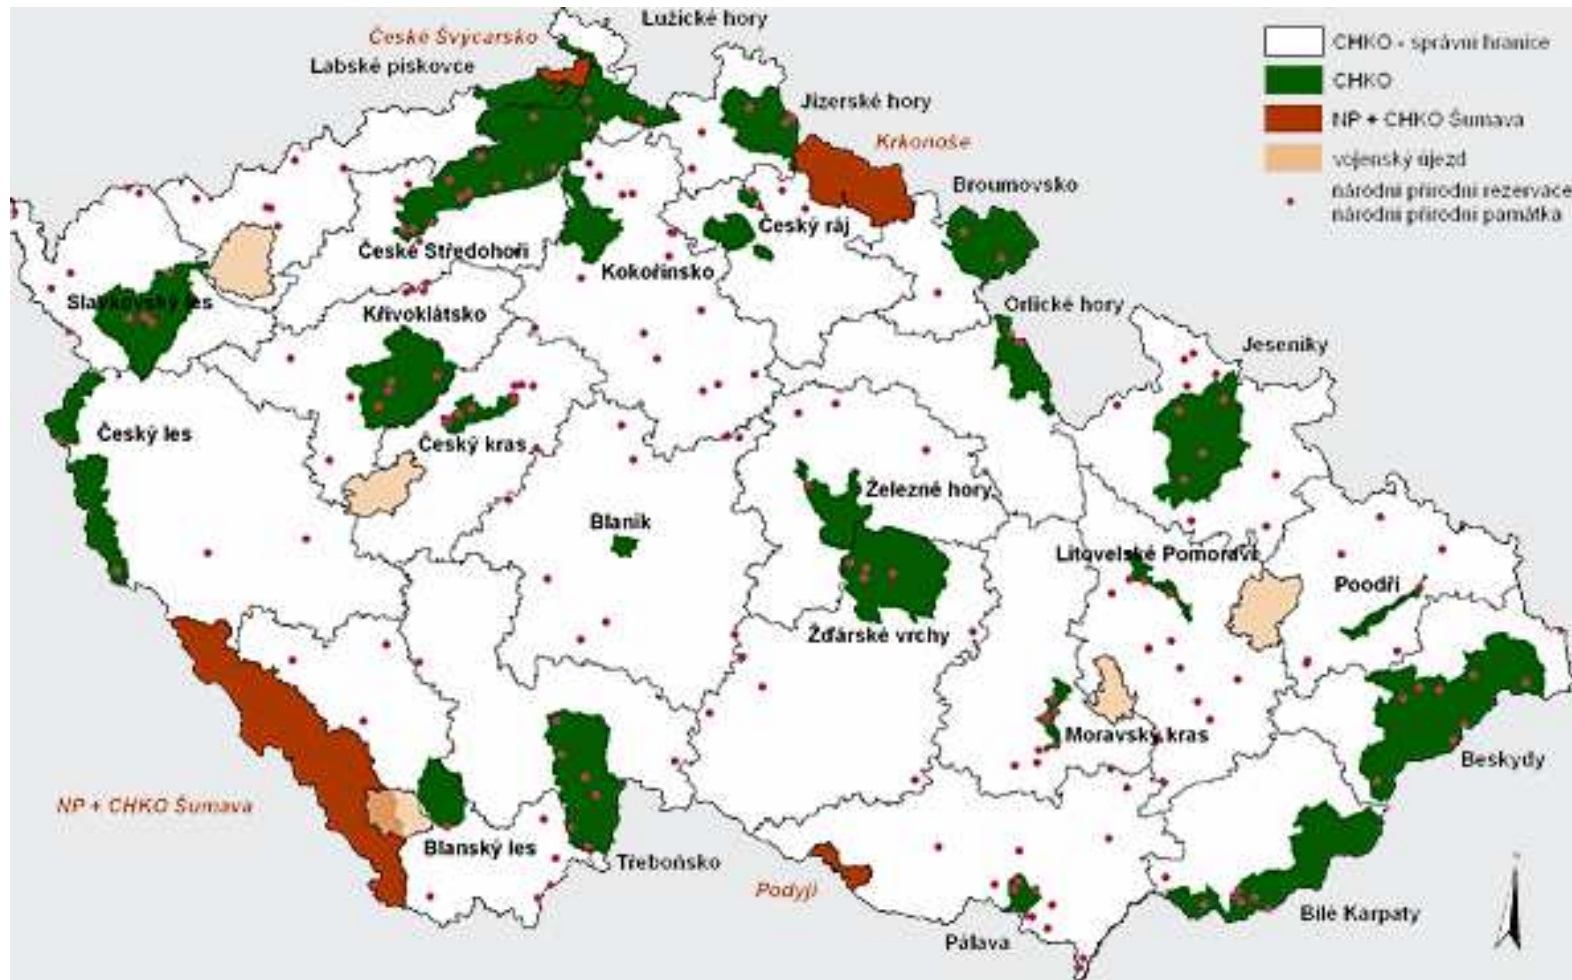 Lužické hory
České Švýcarsko
Labské pískovce
Jizerské hory
Krkonoše
Broumovsko
Český ráj
České Středohoří
Kokořínsko
Slavkovský les
Křivoklátsko
Orlické hory
Jeseníky
Český les
Český kras
Železné hory
Blaník
Litovelské Pomoraví
Poodří
Žďárské vrchy
Moravský kras
Beskydy
NP + CHKO Šumava
Blanský les
Třeboňsko
Podyjí
Pálava
Bílé Karpaty
CHKO - správní hranice
CHKO
NP + CHKO Šumava
vojenský újezd
národní přírodní rezervace
národní přírodní památka